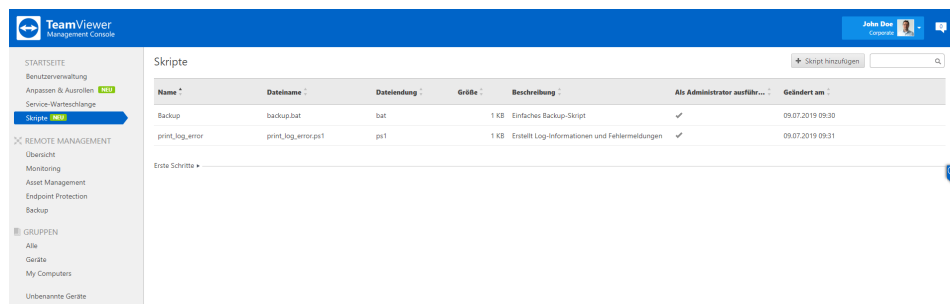 TeamViewer
Management Console
John Doe
Corporate
STARTSEITE
Benutzerverwaltung
Anpassen & Ausrollen NEU
Service-Warteschlange
Skripte NEU
REMOTE MANAGEMENT
Übersicht
Monitoring
Asset Management
Endpoint Protection
Backup
GRUPPEN
Alle
Geräte
My Computers
Unbenannte Geräte
Skripte
+ Skript hinzufügen
Name Dateiname Dateiendung Größe Beschreibung Als Administrator ausführ... Geändert am
Backup backup.bat bat 1 KB Einfaches Backup-Skript ✓ 09.07.2019 09:30
print_log_error print_log_error.ps1 ps1 1 KB Erstellt Log-Informationen und Fehlermeldungen ✓ 09.07.2019 09:31
Erste Schritte ▸